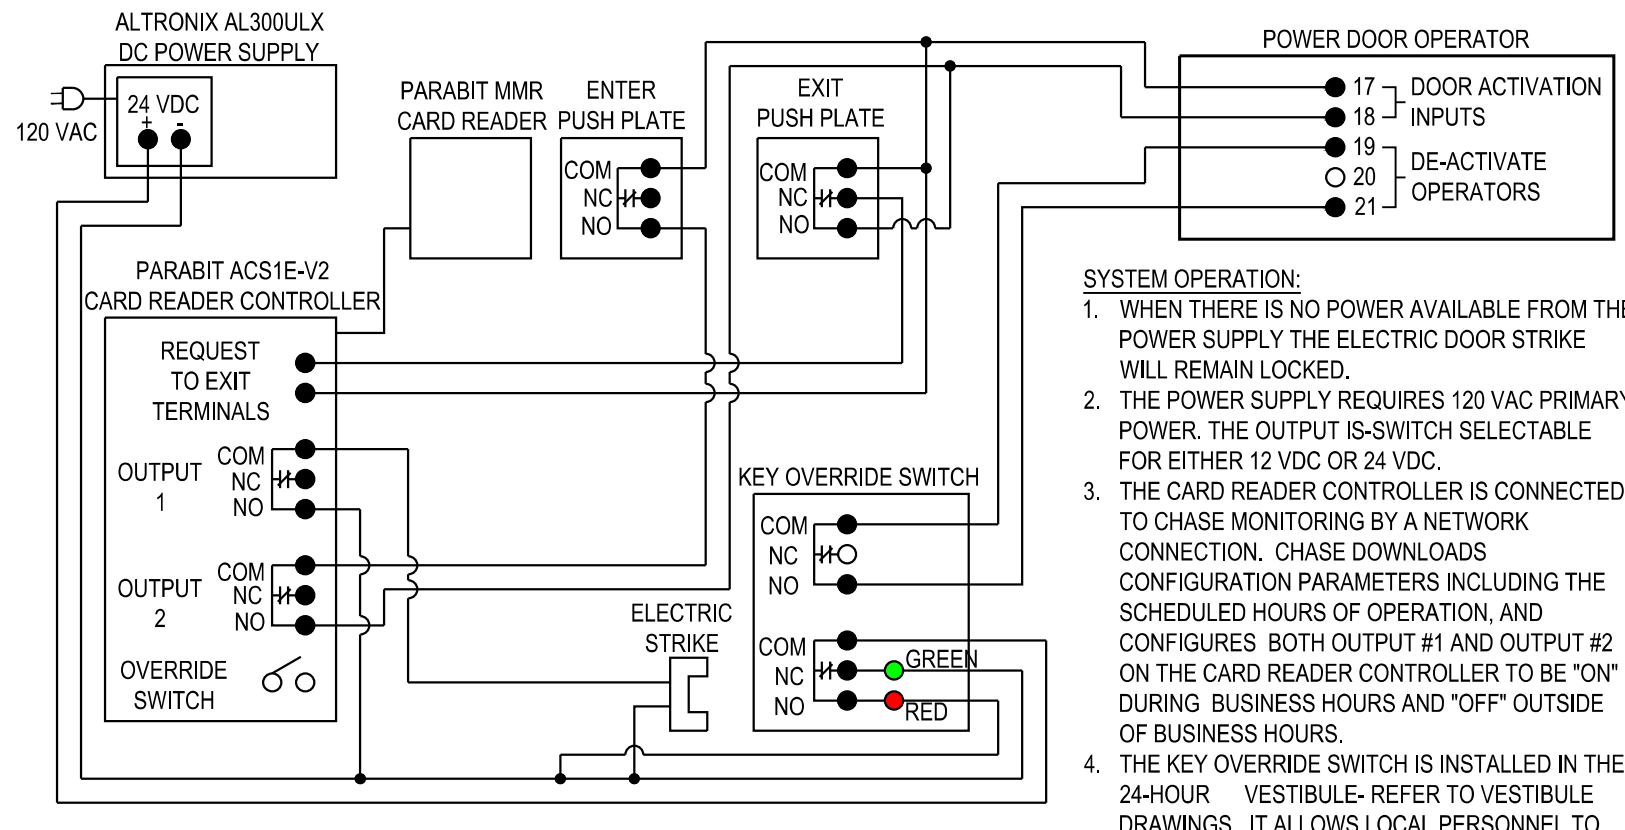 ALTRONIX AL300ULX
DC POWER SUPPLY
24 VDC
+ -
120 VAC
PARABIT MMR
CARD READER
ENTER
PUSH PLATE
COM
NC
NO
EXIT
PUSH PLATE
COM
NC
NO
POWER DOOR OPERATOR
17
18
DOOR ACTIVATION
INPUTS
19
20
21
DE-ACTIVATE
OPERATORS
PARABIT ACS1E-V2
CARD READER CONTROLLER
REQUEST
TO EXIT
TERMINALS
OUTPUT
1
COM
NC
NO
OUTPUT
2
COM
NC
NO
OVERRIDE
SWITCH
ELECTRIC
STRIKE
KEY OVERRIDE SWITCH
COM
NC
NO
COM
NC
NO
GREEN
RED
SYSTEM OPERATION:
1. WHEN THERE IS NO POWER AVAILABLE FROM THE
POWER SUPPLY THE ELECTRIC DOOR STRIKE
WILL REMAIN LOCKED.
2. THE POWER SUPPLY REQUIRES 120 VAC PRIMARY
POWER. THE OUTPUT IS-SWITCH SELECTABLE
FOR EITHER 12 VDC OR 24 VDC.
3. THE CARD READER CONTROLLER IS CONNECTED
TO CHASE MONITORING BY A NETWORK
CONNECTION. CHASE DOWNLOADS
CONFIGURATION PARAMETERS INCLUDING THE
SCHEDULED HOURS OF OPERATION, AND
CONFIGURES BOTH OUTPUT #1 AND OUTPUT #2
ON THE CARD READER CONTROLLER TO BE "ON"
DURING BUSINESS HOURS AND "OFF" OUTSIDE
OF BUSINESS HOURS.
4. THE KEY OVERRIDE SWITCH IS INSTALLED IN THE
24-HOUR VESTIBULE- REFER TO VESTIBULE
DRAWINGS. IT ALLOWS LOCAL PERSONNEL TO